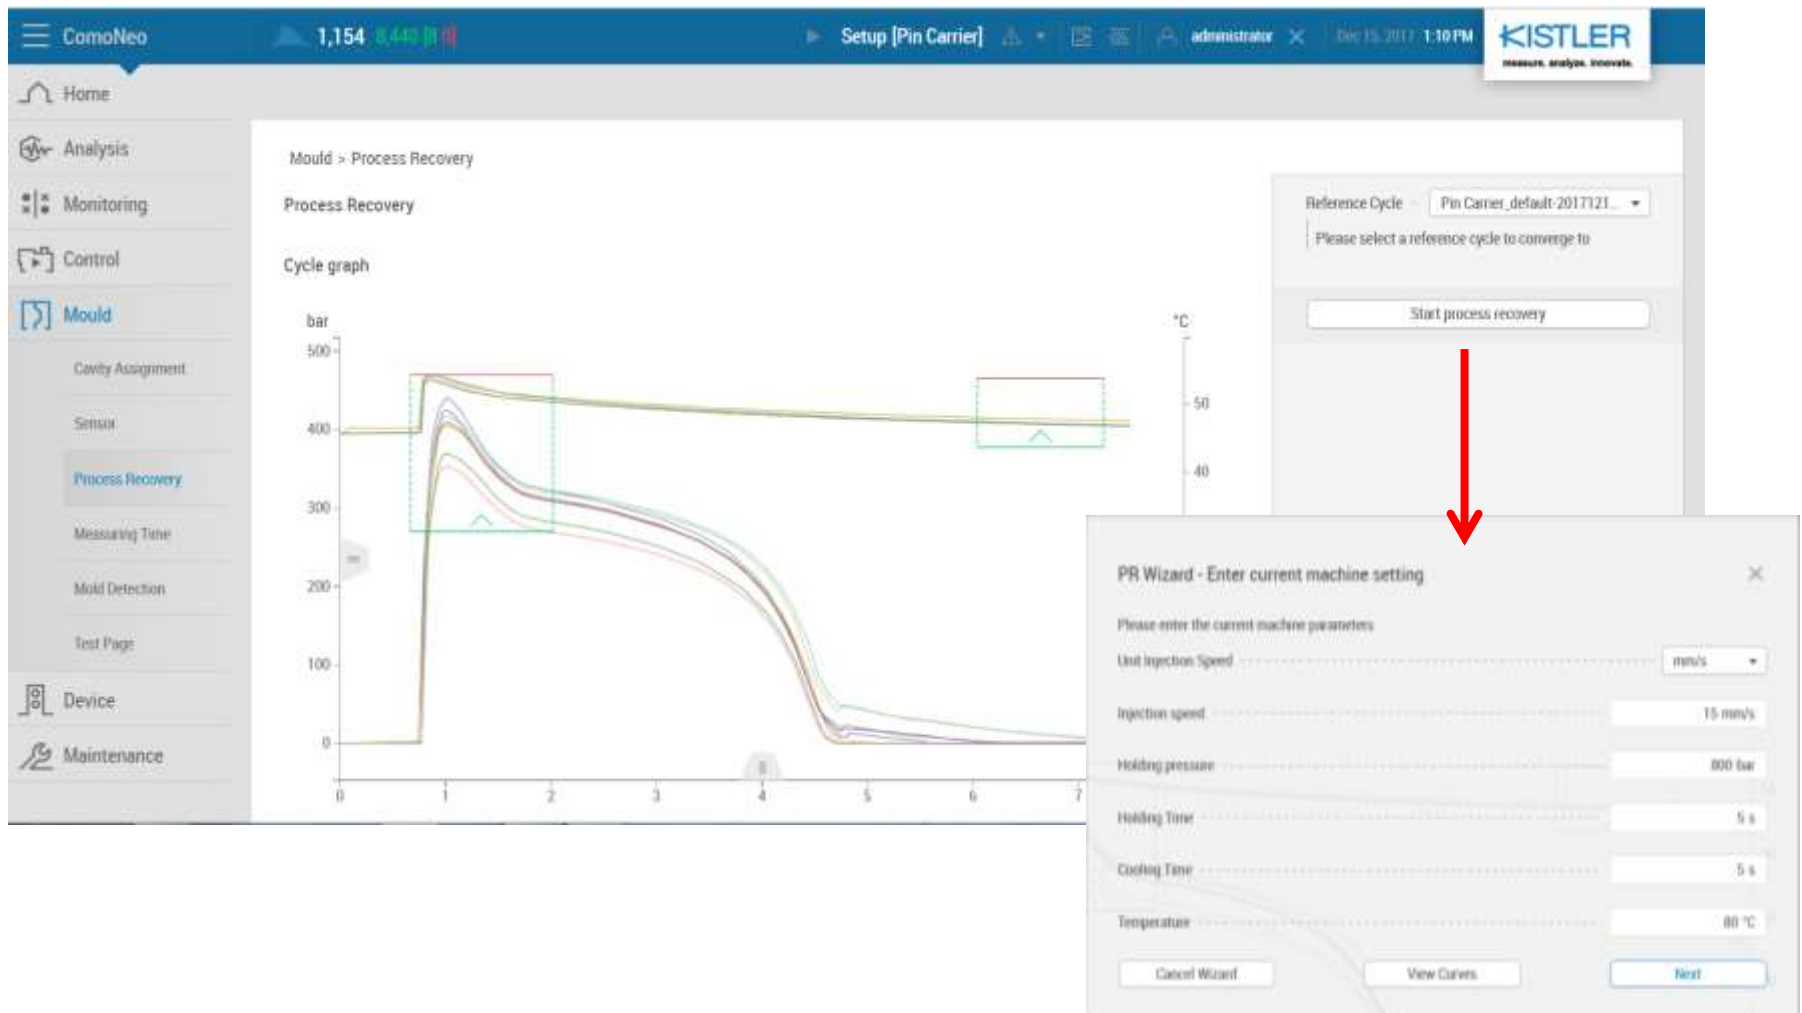 ComoNeo
1,154 8,440
Setup [Pin Carrier]
administrator
Dec 15, 2017 1:10 PM
KISTLER
measure. analyze. innovate.
Home
Analysis
Monitoring
Control
Mould
Cavity Assignment
Sensor
Process Recovery
Measuring Time
Mold Detection
Test Page
Device
Maintenance
Mould > Process Recovery
Process Recovery
Cycle graph
bar
500
400
300
200
100
0
0 1 2 3 4 5 6 7
°C
50
40
Reference Cycle Pin Carrier_default-2017121...
Please select a reference cycle to converge to
Start process recovery
PR Wizard - Enter current machine setting
Please enter the current machine parameters
Unit Injection Speed mm/s
Injection speed 15 mm/s
Holding pressure 800 bar
Holding Time 5 s
Cooling Time 5 s
Temperature 80 °C
Cancel Wizard View Curves Next